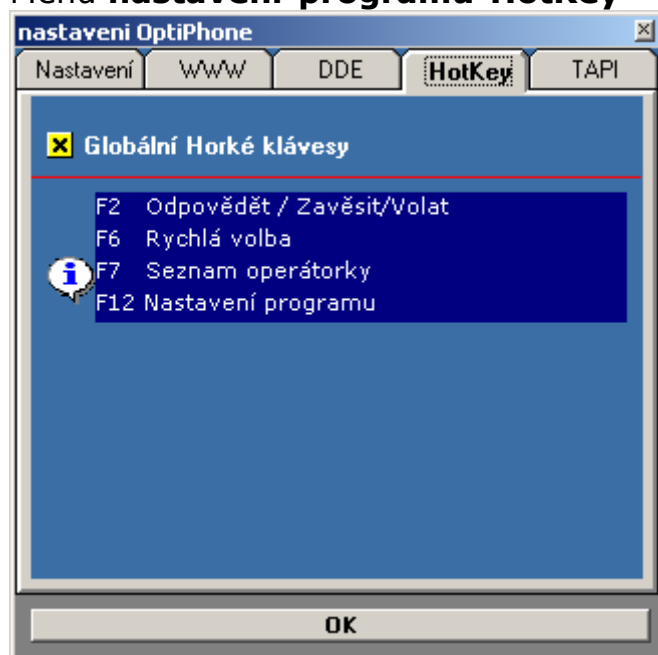 Menu nastavení programu HotKey
nastaveni OptiPhone
Nastavení WWW DDE HotKey TAPI
Globální Horké klávesy
F2 Odpovědět / Zavěsit/Volat
F6 Rychlá volba
F7 Seznam operátorky
F12 Nastavení programu
OK